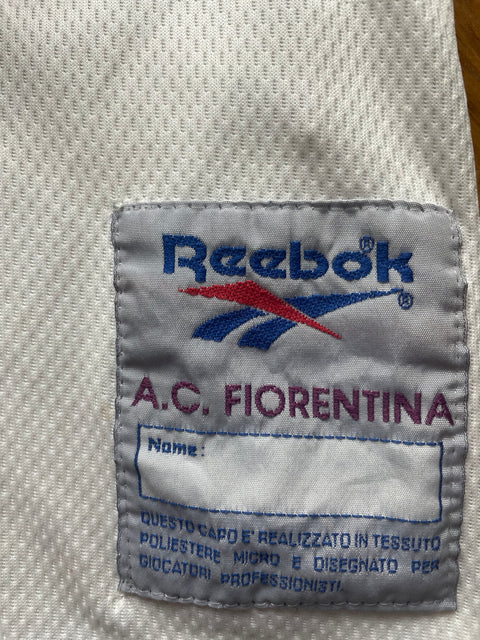 Reebok®
®
A.C. FIORENTINA
Name:
QUESTO CAPO E' REALIZZATO IN TESSUTO
POLIESTERE MICRO E DISEGNATO PER
GIOCATORI PROFESSIONISTI.